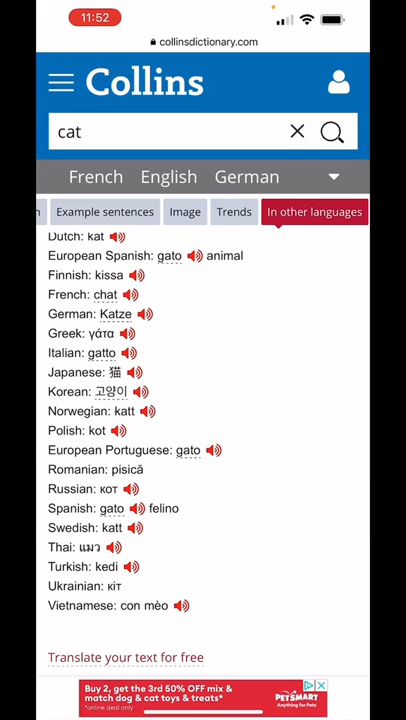 11:52
collinsdictionary.com
Collins
cat
French English German
Example sentences Image Trends In other languages
Dutch: kat
European Spanish: gato animal
Finnish: kissa
French: chat
German: Katze
Greek: γάτα
Italian: gatto
Japanese: 猫
Korean: 고양이
Norwegian: katt
Polish: kot
European Portuguese: gato
Romanian: pisică
Russian: кот
Spanish: gato felino
Swedish: katt
Thai: แมว
Turkish: kedi
Ukrainian: кіт
Vietnamese: con mèo
Translate your text for free
Buy 2, get the 3rd 50% OFF mix &
match dog & cat toys & treats*
*online deal only
PETSMART
Anything for Pets